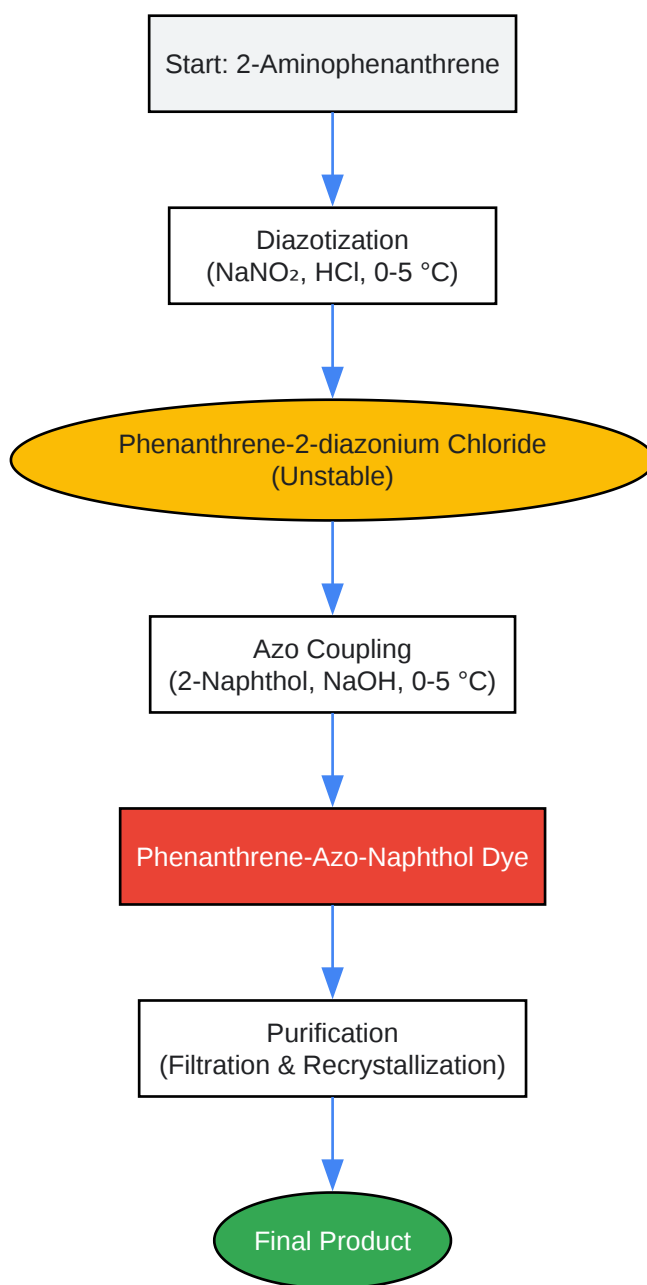 Start: 2-Aminophenanthrene
Diazotization
(NaNO₂, HCl, 0-5 °C)
Phenanthrene-2-diazonium Chloride
(Unstable)
Azo Coupling
(2-Naphthol, NaOH, 0-5 °C)
Phenanthrene-Azo-Naphthol Dye
Purification
(Filtration & Recrystallization)
Final Product